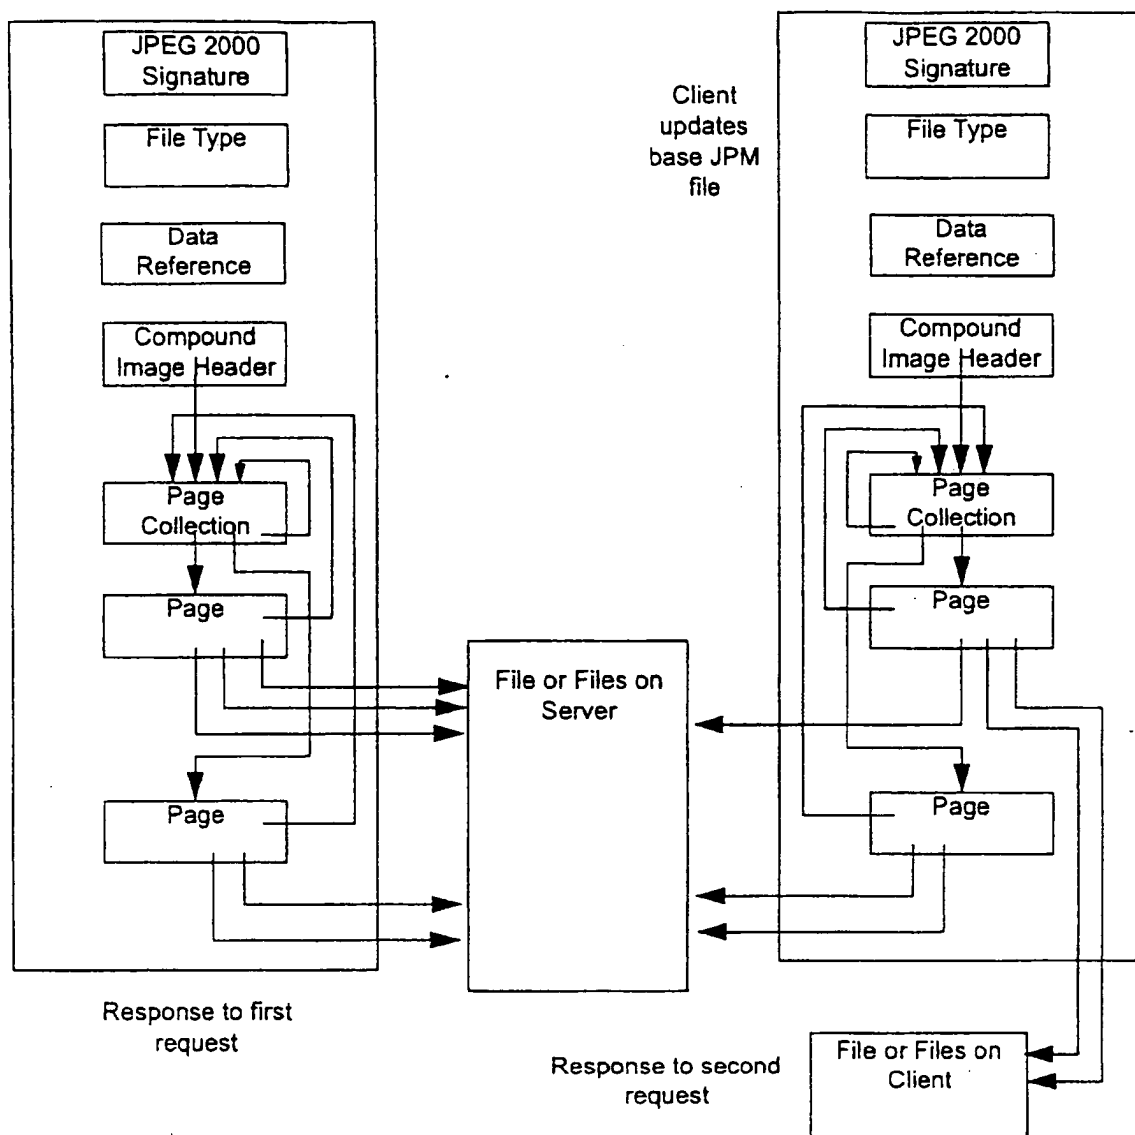 JPEG 2000
Signature
File Type
Data
Reference
Compound
Image Header
Page
Collection
Page
Page
Response to first
request
File or Files on
Server
Client
updates
base JPM
file
JPEG 2000
Signature
File Type
Data
Reference
Compound
Image Header
Page
Collection
Page
Page
Response to second
request
File or Files on
Client